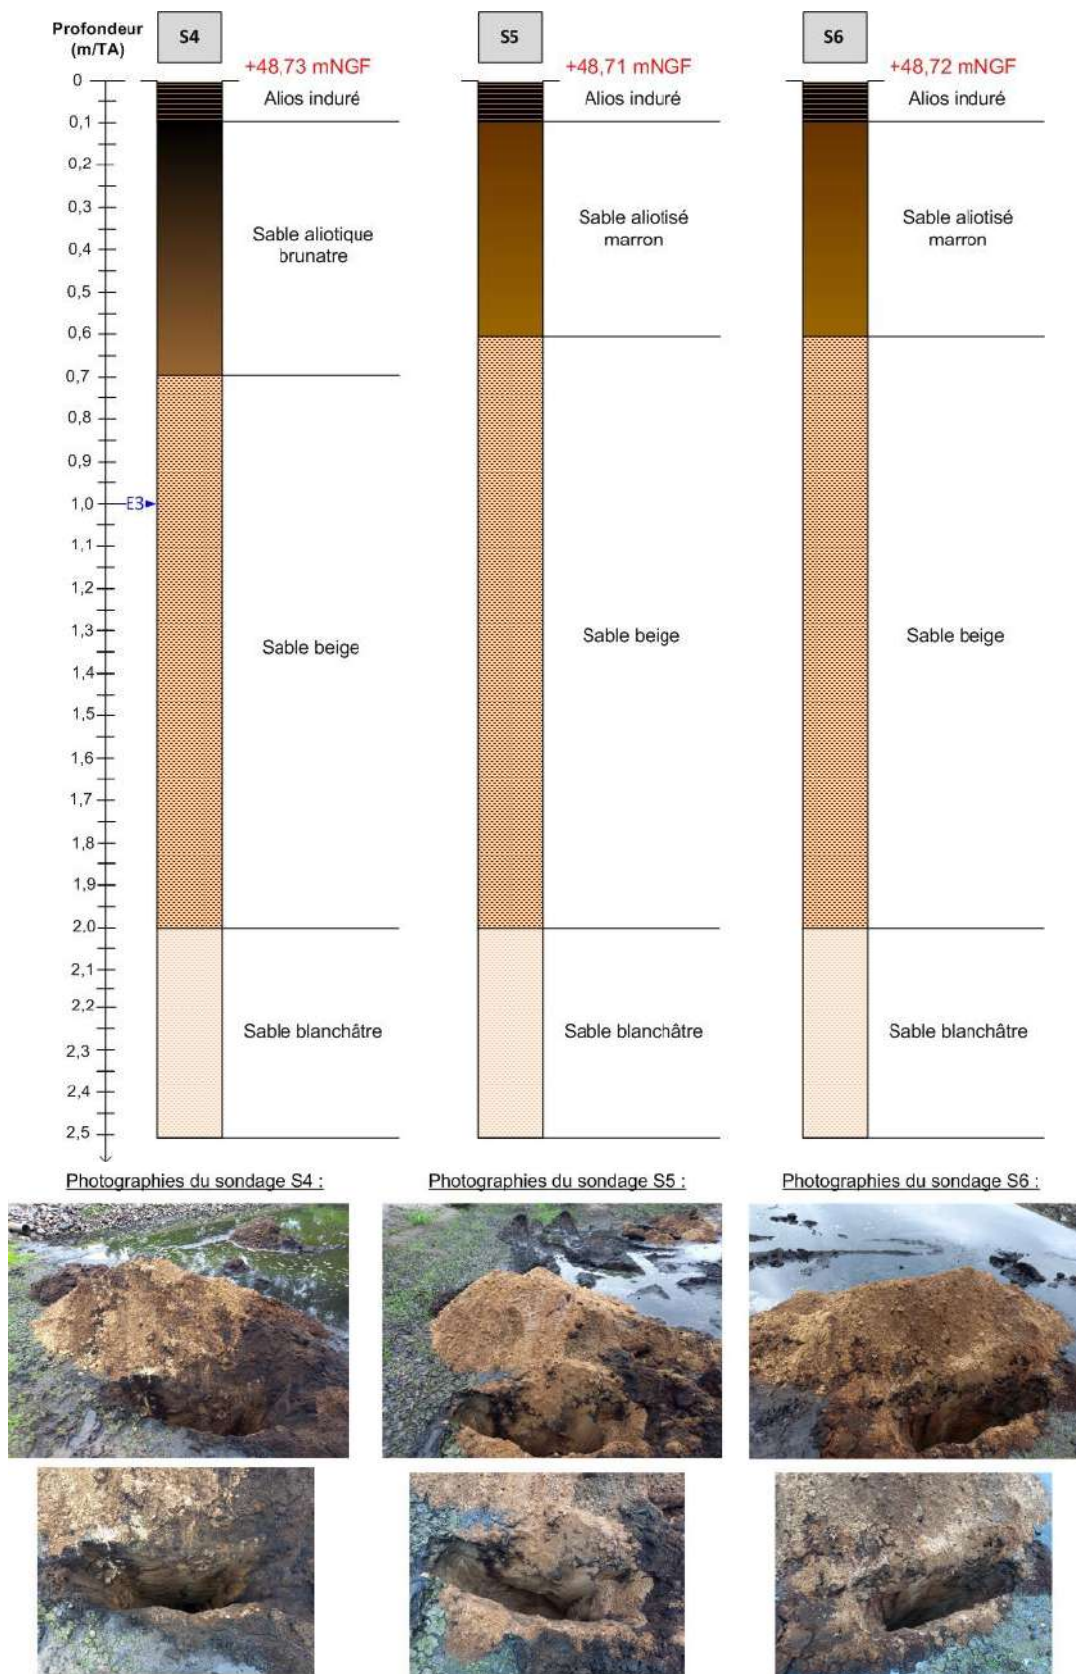 Profondeur
(m/TA)
S4
S5
S6
+48,73 mNGF
+48,71 mNGF
+48,72 mNGF
0
Alios induré
Alios induré
Alios induré
0,1
0,2
0,3
Sable aliotique
brunatre
Sable aliotisé
marron
Sable aliotisé
marron
0,4
0,5
0,6
0,7
0,8
0,9
1,0
E3
1,1
1,2
1,3
Sable beige
Sable beige
Sable beige
1,4
1,5
1,6
1,7
1,8
1,9
2,0
2,1
2,2
Sable blanchâtre
Sable blanchâtre
Sable blanchâtre
2,3
2,4
2,5
Photographies du sondage S4 :
Photographies du sondage S5 :
Photographies du sondage S6 :